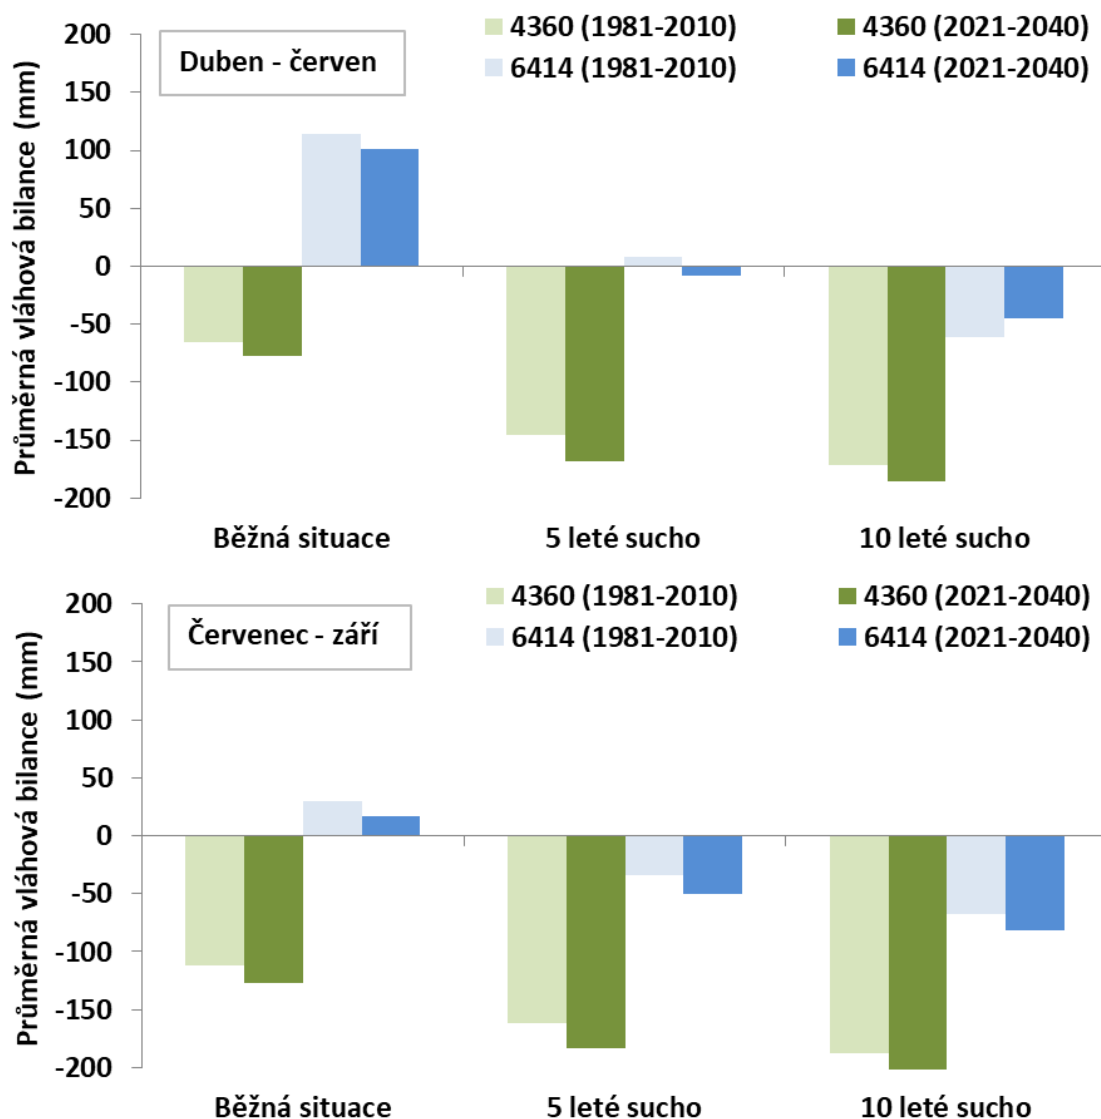 Průměrná vláhová bilance (mm)
200
150
100
50
0
-50
-100
-150
-200
Duben - červen
4360 (1981-2010)
4360 (2021-2040)
6414 (1981-2010)
6414 (2021-2040)
Běžná situace
5 leté sucho
10 leté sucho
Průměrná vláhová bilance (mm)
200
150
100
50
0
-50
-100
-150
-200
Červenec - září
4360 (1981-2010)
4360 (2021-2040)
6414 (1981-2010)
6414 (2021-2040)
Běžná situace
5 leté sucho
10 leté sucho